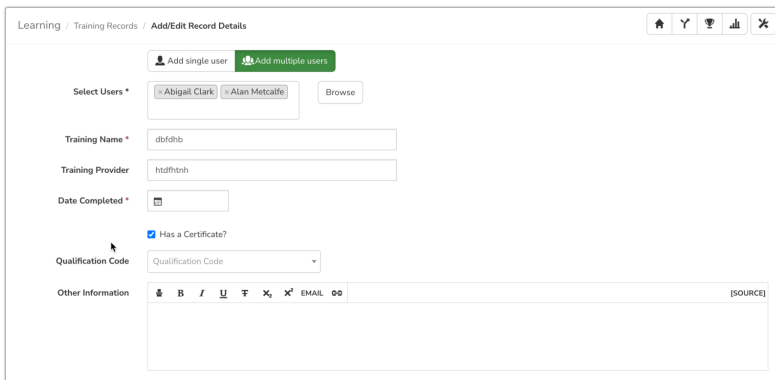 Learning / Training Records / Add/Edit Record Details
Add single user Add multiple users
Select Users * ×Abigail Clark ×Alan Metcalfe Browse
Training Name * dbfdhb
Training Provider htdfhtnh
Date Completed *
Has a Certificate?
Qualification Code Qualification Code
Other Information B I U T X₂ X² EMAIL [SOURCE]